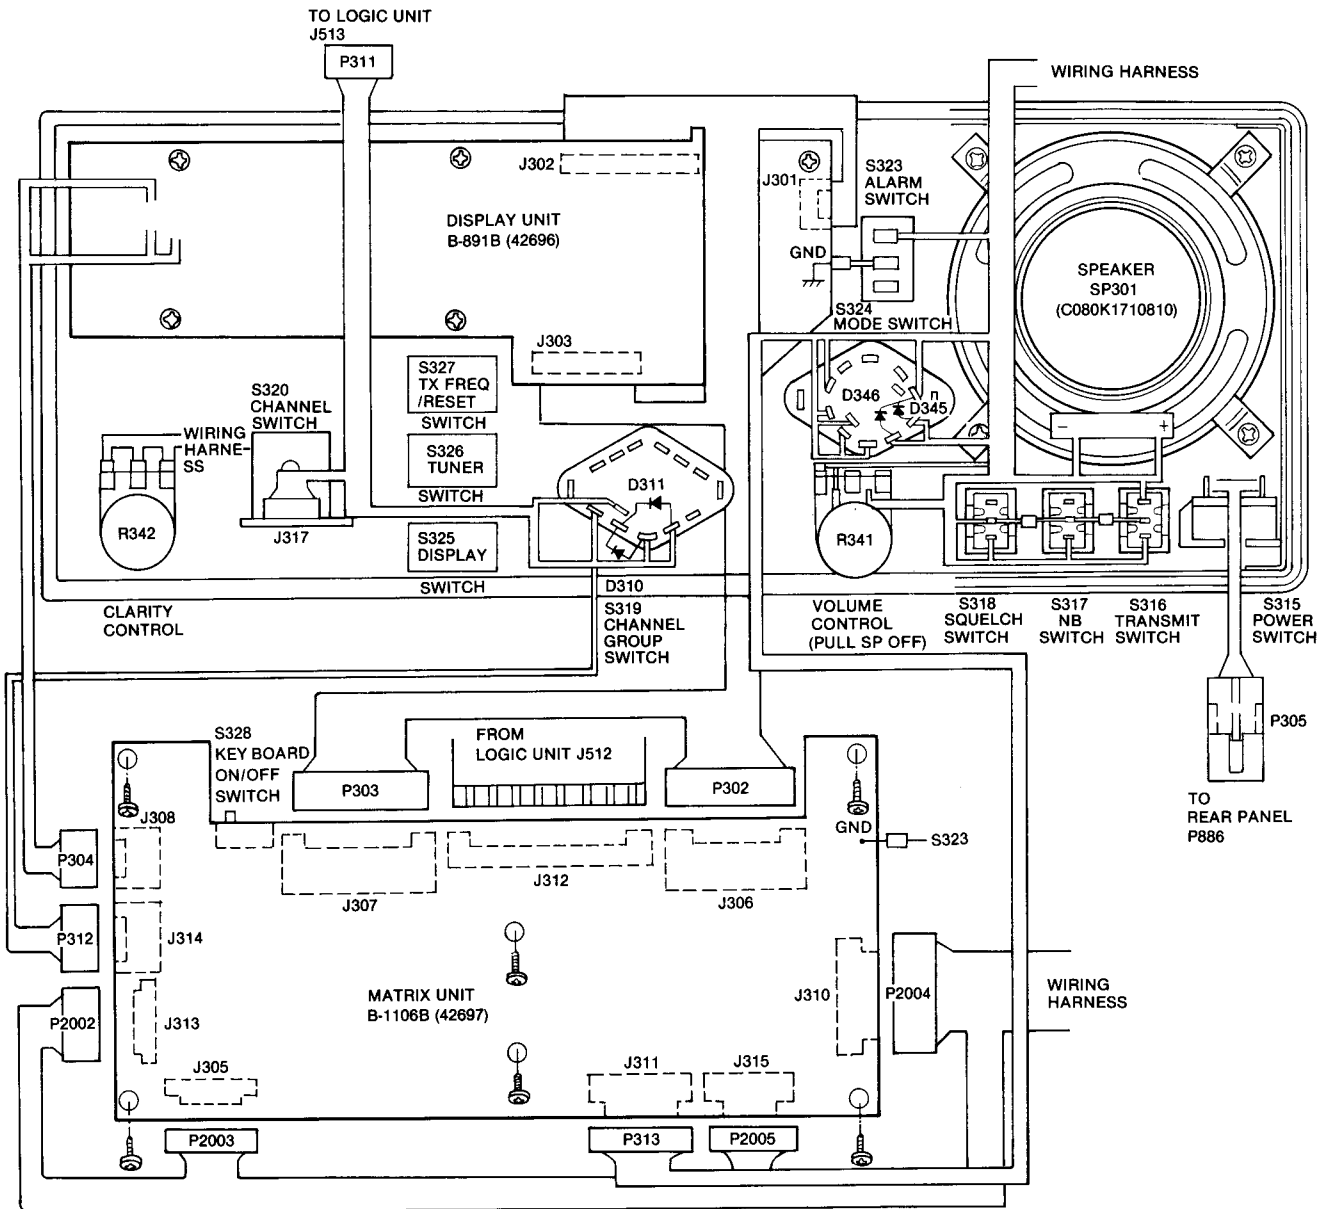 TO LOGIC UNIT
J513
P311
WIRING HARNESS
J302
J301
S323
ALARM
SWITCH
DISPLAY UNIT
B-891B (42696)
GND
SPEAKER
SP301
(C080K1710810)
S324
MODE SWITCH
J303
S327
TX FREQ
/RESET
SWITCH
S320
CHANNEL
SWITCH
D346
D345
n
- +
WIRING
HARNE-
SS
S326
TUNER
SWITCH
D311
R342
J317
S325
DISPLAY
SWITCH
R341
D310
CLARITY
CONTROL
S319
CHANNEL
GROUP
SWITCH
VOLUME
CONTROL
(PULL SP OFF)
S318
SQUELCH
SWITCH
S317
NB
SWITCH
S316
TRANSMIT
SWITCH
S315
POWER
SWITCH
P305
S328
KEY BOARD
ON/OFF
SWITCH
FROM
LOGIC UNIT J512
P303
P302
TO
REAR PANEL
P886
J308
GND
S323
P304
J307
J312
J306
P312
J314
MATRIX UNIT
B-1106B (42697)
J310
P2004
WIRING
HARNESS
P2002
J313
J305
J311
J315
P2003
P313
P2005